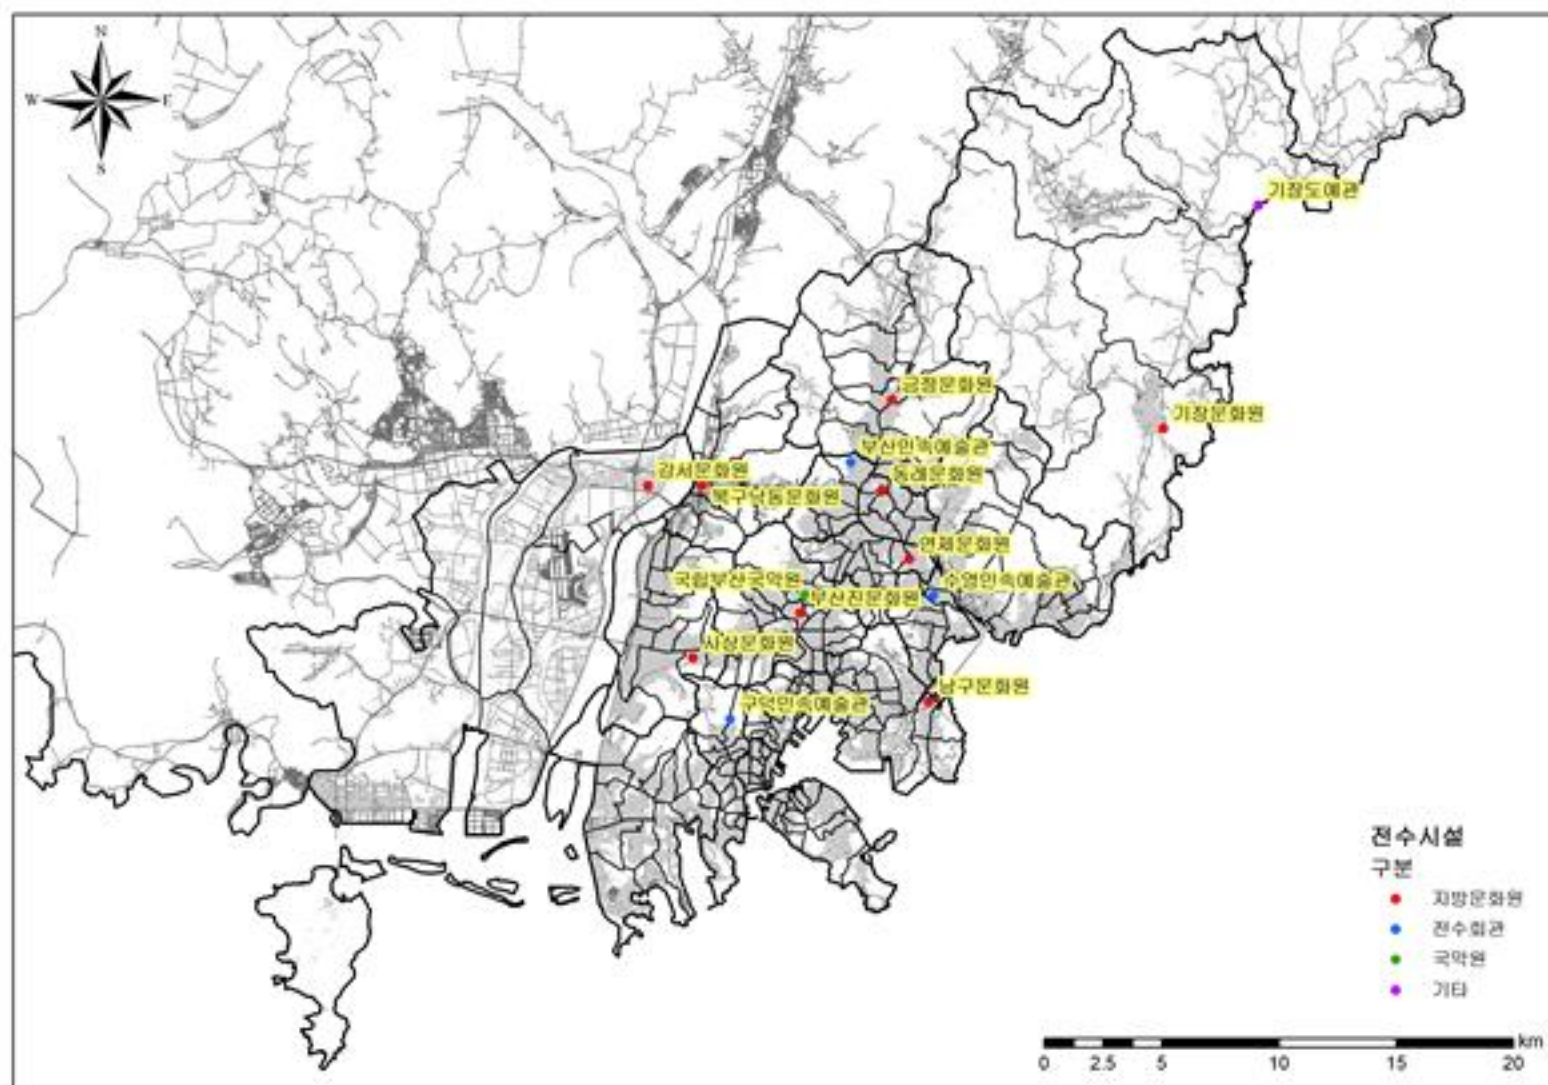 N
W
E
S
기장도예관
금정문화원
기장문화원
부산민속예술관
강서문화원
동래문화원
북구낙동문화원
연제문화원
국립부산국악원
수영민속예술관
부산진문화원
사상문화원
남구문화원
구덕민속예술관
전수시설
구분
지방문화원
전수회관
국악원
기타
km
0 2.5 5 10 15 20